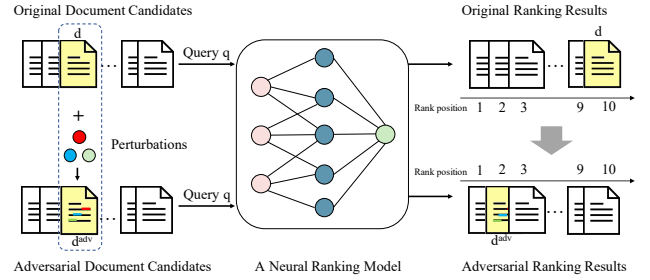 Original Document Candidates
Original Ranking Results
d
d
Query q
...
...
Rank position 1 2 3 9 10
+
Perturbations
Rank position 1 2 3 9 10
Query q
...
...
d^adv
d^adv
Adversarial Document Candidates
A Neural Ranking Model
Adversarial Ranking Results